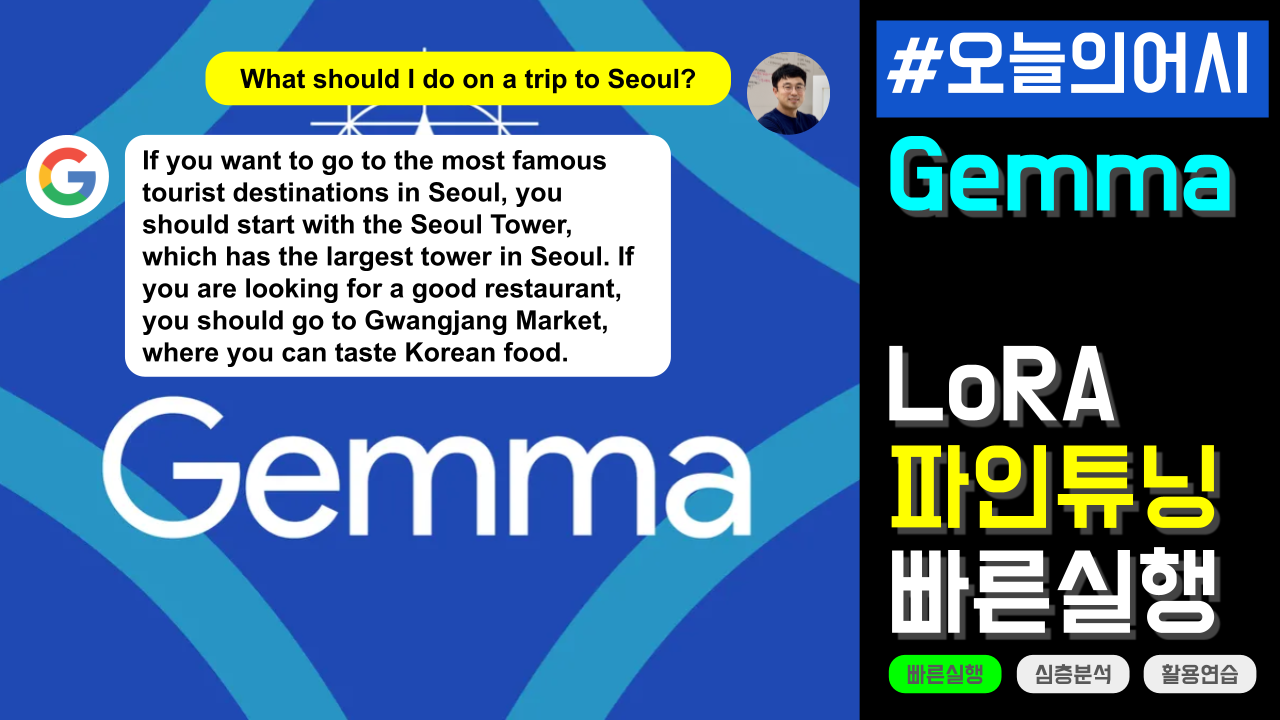 What should I do on a trip to Seoul?
If you want to go to the most famous
tourist destinations in Seoul, you
should start with the Seoul Tower,
which has the largest tower in Seoul. If
you are looking for a good restaurant,
you should go to Gwangjang Market,
where you can taste Korean food.
Gemma
#오늘의어시
Gemma
LoRA
파인튜닝
빠른실행
빠른실행
심층분석
활용연습